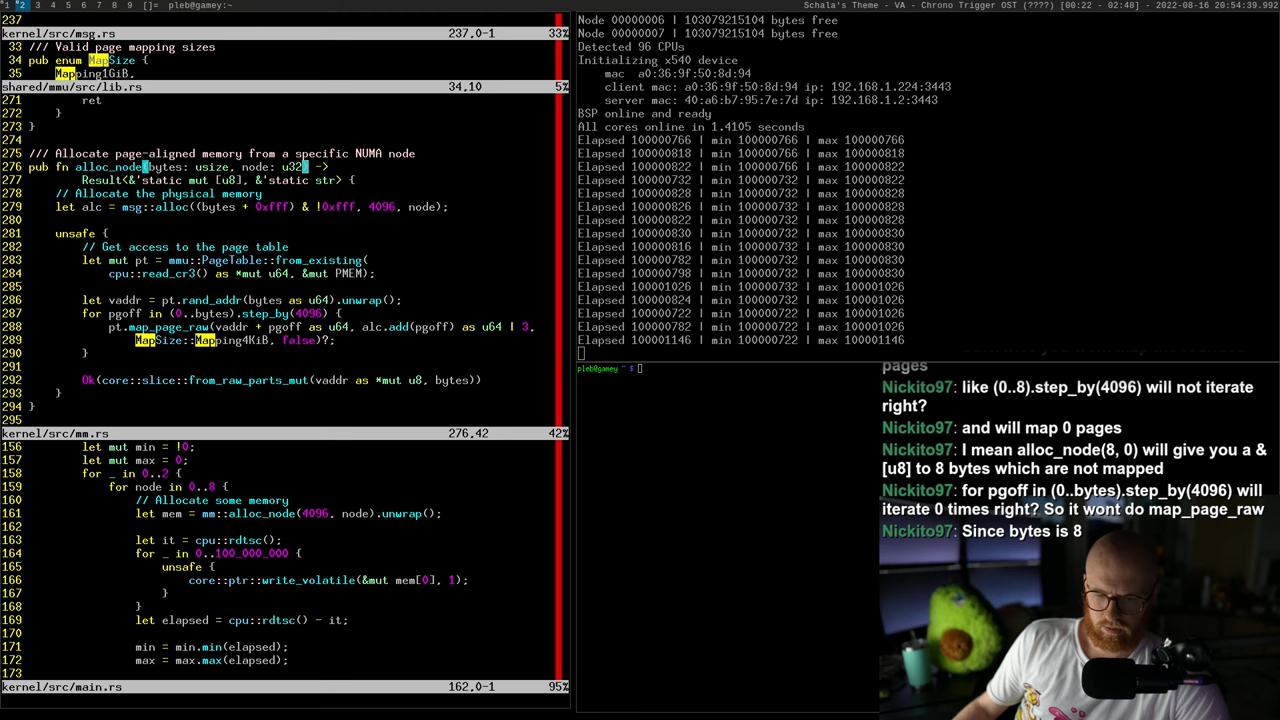 1 2 3 4 5 6 7 8 9 []= pleb@gamey:~
Schala's Theme - VA - Chrono Trigger OST (????) [00:22 - 02:48] - 2022-08-16 20:54:39.992
237
kernel/src/msg.rs 237,0-1 33%
33 /// Valid page mapping sizes
34 pub enum MapSize {
35     Mapping1GiB,
shared/mmu/src/lib.rs 34,10 5%
271         ret
272     }
273 }
274
275 /// Allocate page-aligned memory from a specific NUMA node
276 pub fn alloc_node(bytes: usize, node: u32) ->
277         Result<&'static mut [u8], &'static str> {
278     // Allocate the physical memory
279     let alc = msg::alloc((bytes + 0xfff) & !0xfff, 4096, node);
280
281     unsafe {
282         // Get access to the page table
283         let mut pt = mmu::PageTable::from_existing(
284             cpu::read_cr3() as *mut u64, &mut PMEM);
285
286         let vaddr = pt.rand_addr(bytes as u64).unwrap();
287         for pgoff in (0..bytes).step_by(4096) {
288             pt.map_page_raw(vaddr + pgoff as u64, alc.add(pgoff) as u64 | 3,
289                 MapSize::Mapping4KiB, false)?;
290         }
291
292         Ok(core::slice::from_raw_parts_mut(vaddr as *mut u8, bytes))
293     }
294 }
295
kernel/src/mm.rs 276,42 42%
156         let mut min = !0;
157         let mut max = 0;
158         for _ in 0..2 {
159             for node in 0..8 {
160                 // Allocate some memory
161                 let mem = mm::alloc_node(4096, node).unwrap();
162
163                 let it = cpu::rdtsc();
164                 for _ in 0..100_000_000 {
165                     unsafe {
166                         core::ptr::write_volatile(&mut mem[0], 1);
167                     }
168                 }
169                 let elapsed = cpu::rdtsc() - it;
170
171                 min = min.min(elapsed);
172                 max = max.max(elapsed);
173
kernel/src/main.rs 162,0-1 95%
Node 00000006 | 103079215104 bytes free
Node 00000007 | 103079215104 bytes free
Detected 96 CPUs
Initializing x540 device
    mac  a0:36:9f:50:8d:94
    client mac: a0:36:9f:50:8d:94 ip: 192.168.1.224:3443
    server mac: 40:a6:b7:95:7e:7d ip: 192.168.1.2:3443
BSP online and ready
All cores online in 1.4105 seconds
Elapsed 100000766 | min 100000766 | max 100000766
Elapsed 100000818 | min 100000766 | max 100000818
Elapsed 100000822 | min 100000766 | max 100000822
Elapsed 100000732 | min 100000732 | max 100000822
Elapsed 100000828 | min 100000732 | max 100000828
Elapsed 100000826 | min 100000732 | max 100000828
Elapsed 100000822 | min 100000732 | max 100000828
Elapsed 100000830 | min 100000732 | max 100000830
Elapsed 100000816 | min 100000732 | max 100000830
Elapsed 100000782 | min 100000732 | max 100000830
Elapsed 100000798 | min 100000732 | max 100000830
Elapsed 100001026 | min 100000732 | max 100001026
Elapsed 100000824 | min 100000732 | max 100001026
Elapsed 100000722 | min 100000722 | max 100001026
Elapsed 100000782 | min 100000722 | max 100001026
Elapsed 100001146 | min 100000722 | max 100001146
pleb@gamey ~ $
pages
Nickito97: like (0..8).step_by(4096) will not iterate
right?
Nickito97: and will map 0 pages
Nickito97: I mean alloc_node(8, 0) will give you a &
[u8] to 8 bytes which are not mapped
Nickito97: for pgoff in (0..bytes).step_by(4096) will
iterate 0 times right? So it wont do map_page_raw
Nickito97: Since bytes is 8